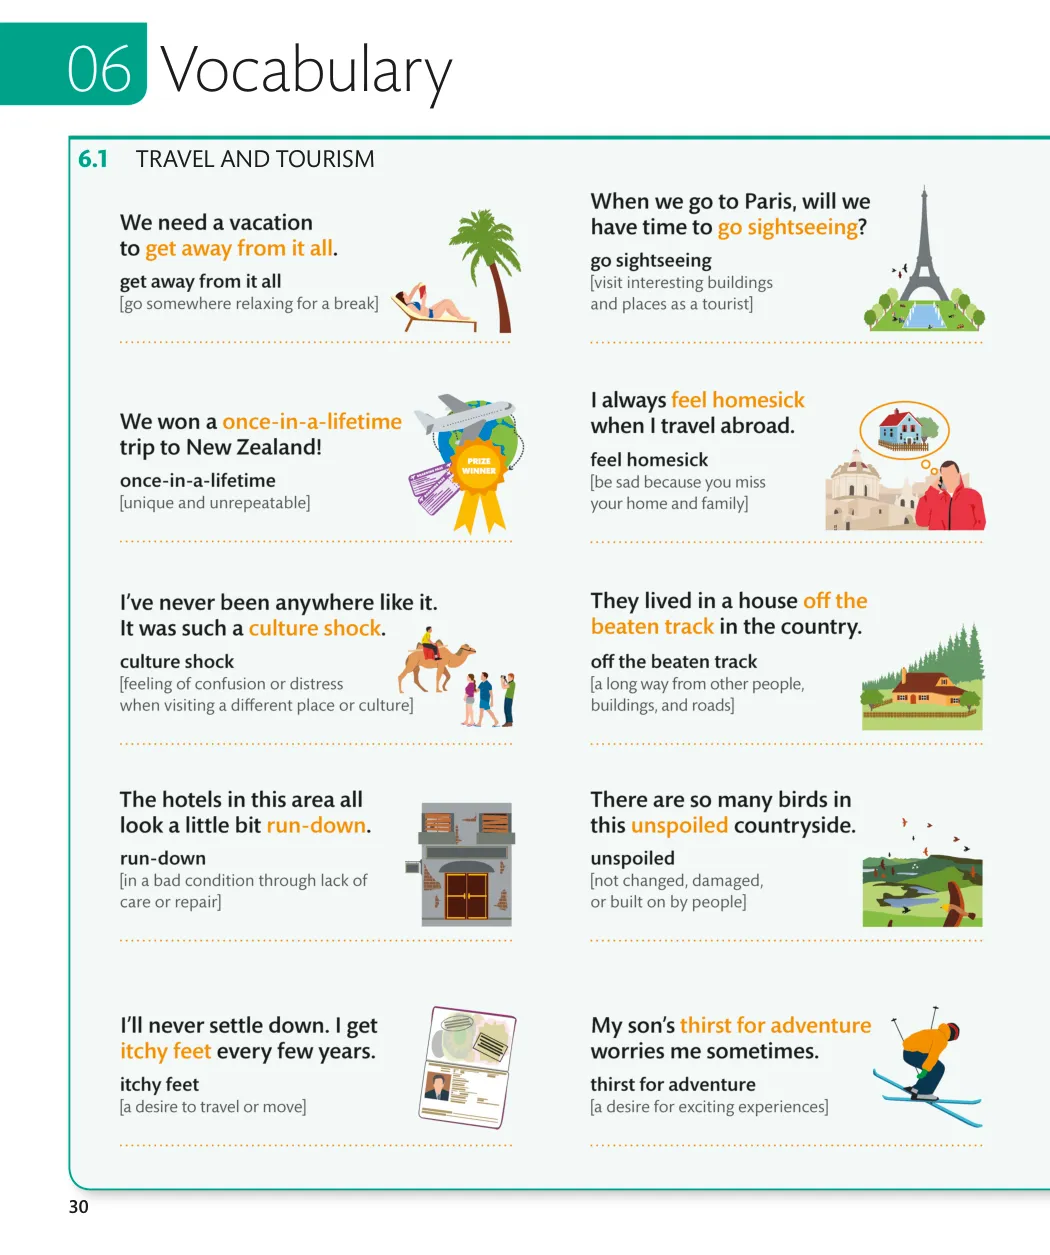 06 Vocabulary
6.1 TRAVEL AND TOURISM
We need a vacation
to get away from it all.
get away from it all
[go somewhere relaxing for a break]
When we go to Paris, will we
have time to go sightseeing?
go sightseeing
[visit interesting buildings
and places as a tourist]
We won a once-in-a-lifetime
trip to New Zealand!
once-in-a-lifetime
[unique and unrepeatable]
PRIZE
WINNER
I always feel homesick
when I travel abroad.
feel homesick
[be sad because you miss
your home and family]
I've never been anywhere like it.
It was such a culture shock.
culture shock
[feeling of confusion or distress
when visiting a different place or culture]
They lived in a house off the
beaten track in the country.
off the beaten track
[a long way from other people,
buildings, and roads]
The hotels in this area all
look a little bit run-down.
run-down
[in a bad condition through lack of
care or repair]
There are so many birds in
this unspoiled countryside.
unspoiled
[not changed, damaged,
or built on by people]
I'll never settle down. I get
itchy feet every few years.
itchy feet
[a desire to travel or move]
My son's thirst for adventure
worries me sometimes.
thirst for adventure
[a desire for exciting experiences]
30